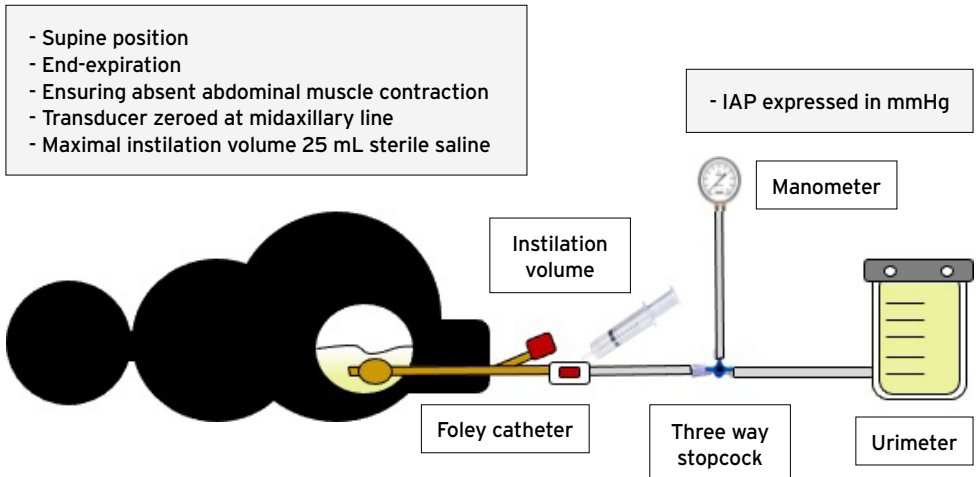 - Supine position
- End-expiration
- Ensuring absent abdominal muscle contraction
- Transducer zeroed at midaxillary line
- Maximal instilation volume 25 mL sterile saline
- IAP expressed in mmHg
Manometer
Instilation
volume
Foley catheter
Three way
stopcock
Urimeter